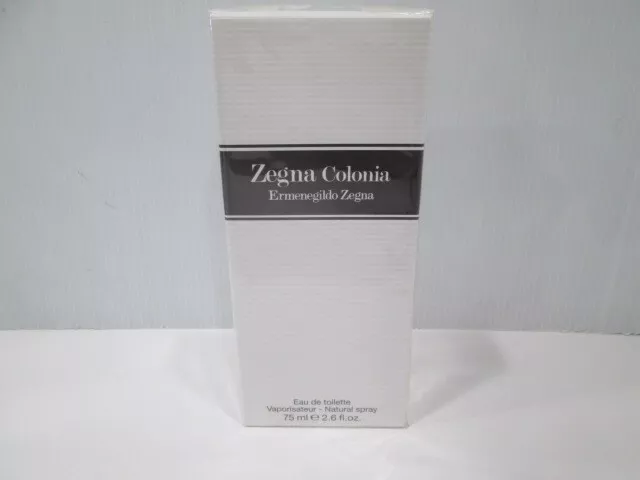 Zegna Colonia
Ermenegildo Zegna
Eau de toilette
Vaporisateur - Natural spray
75 ml ℮ 2.6 fl.oz.